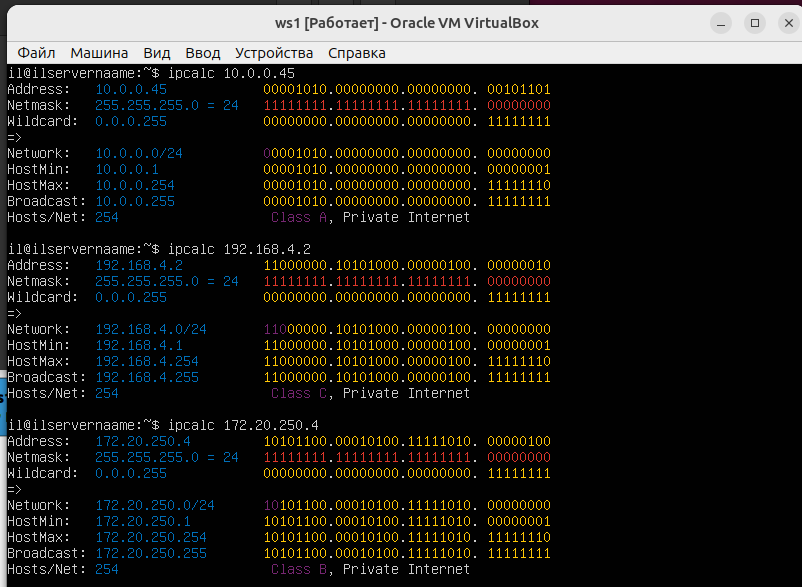 ws1 [Работает] - Oracle VM VirtualBox
Файл Машина Вид Ввод Устройства Справка
il@ilservernaame:~$ ipcalc 10.0.0.45
Address: 10.0.0.45 00001010.00000000.00000000. 00101101
Netmask: 255.255.255.0 = 24 11111111.11111111.11111111. 00000000
Wildcard: 0.0.0.255 00000000.00000000.00000000. 11111111
=>
Network: 10.0.0.0/24 00001010.00000000.00000000. 00000000
HostMin: 10.0.0.1 00001010.00000000.00000000. 00000001
HostMax: 10.0.0.254 00001010.00000000.00000000. 11111110
Broadcast: 10.0.0.255 00001010.00000000.00000000. 11111111
Hosts/Net: 254 Class A, Private Internet
il@ilservernaame:~$ ipcalc 192.168.4.2
Address: 192.168.4.2 11000000.10101000.00000100. 00000010
Netmask: 255.255.255.0 = 24 11111111.11111111.11111111. 00000000
Wildcard: 0.0.0.255 00000000.00000000.00000000. 11111111
=>
Network: 192.168.4.0/24 11000000.10101000.00000100. 00000000
HostMin: 192.168.4.1 11000000.10101000.00000100. 00000001
HostMax: 192.168.4.254 11000000.10101000.00000100. 11111110
Broadcast: 192.168.4.255 11000000.10101000.00000100. 11111111
Hosts/Net: 254 Class C, Private Internet
il@ilservernaame:~$ ipcalc 172.20.250.4
Address: 172.20.250.4 10101100.00010100.11111010. 00000100
Netmask: 255.255.255.0 = 24 11111111.11111111.11111111. 00000000
Wildcard: 0.0.0.255 00000000.00000000.00000000. 11111111
=>
Network: 172.20.250.0/24 10101100.00010100.11111010. 00000000
HostMin: 172.20.250.1 10101100.00010100.11111010. 00000001
HostMax: 172.20.250.254 10101100.00010100.11111010. 11111110
Broadcast: 172.20.250.255 10101100.00010100.11111010. 11111111
Hosts/Net: 254 Class B, Private Internet